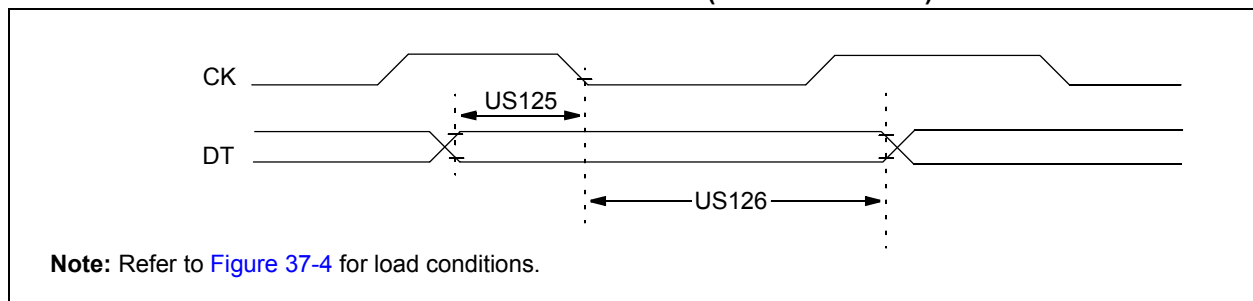 CK
US125
DT
US126
Note: Refer to Figure 37-4 for load conditions.